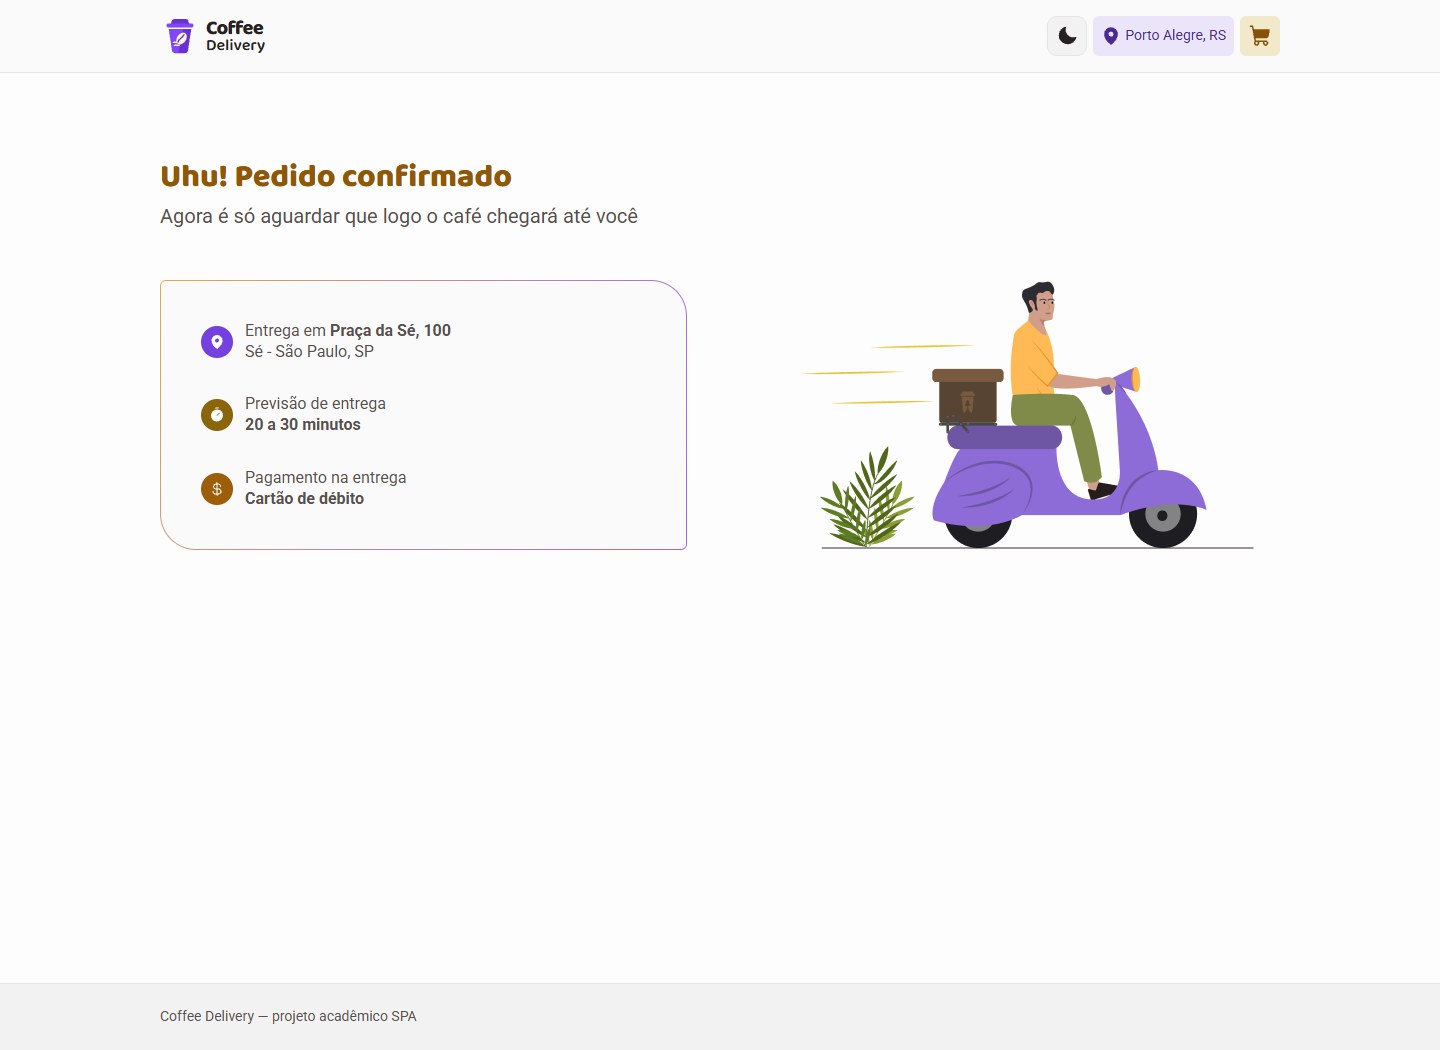 Coffee
Delivery
Porto Alegre, RS
Uhu! Pedido confirmado
Agora é só aguardar que logo o café chegará até você
Entrega em Praça da Sé, 100
Sé - São Paulo, SP
Previsão de entrega
20 a 30 minutos
Pagamento na entrega
Cartão de débito
Coffee Delivery — projeto acadêmico SPA